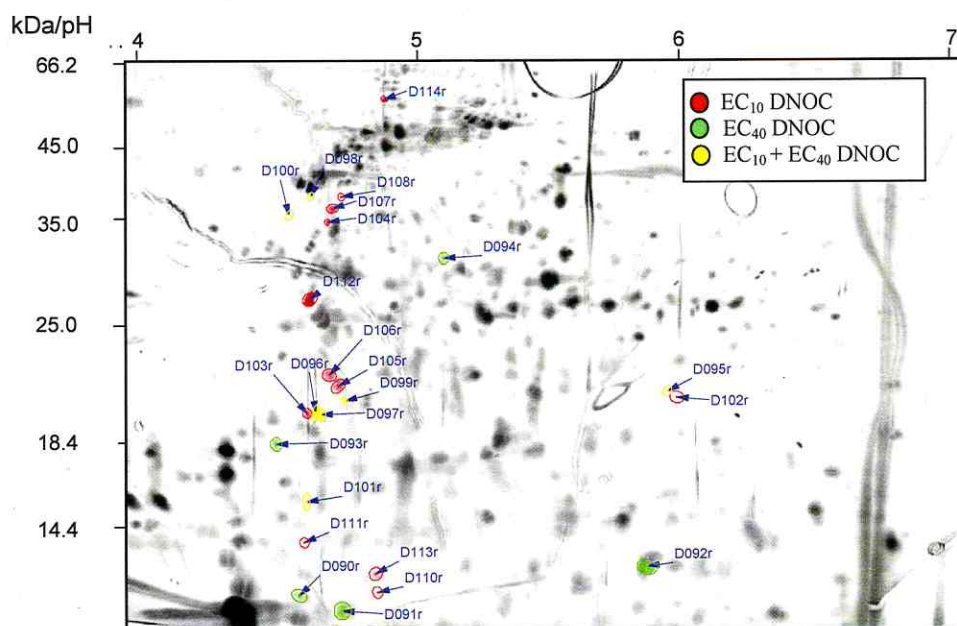 kDa/pH
4 5 6 7
66.2
45.0
35.0
25.0
18.4
14.4
EC₁₀ DNOC
EC₄₀ DNOC
EC₁₀ + EC₄₀ DNOC
D114r
D098r
D100r
D108r
D107r
D104r
D094r
D112r
D106r
D096r
D105r
D103r
D099r
D095r
D097r
D102r
D093r
D101r
D111r
D113r
D092r
D090r
D110r
D091r